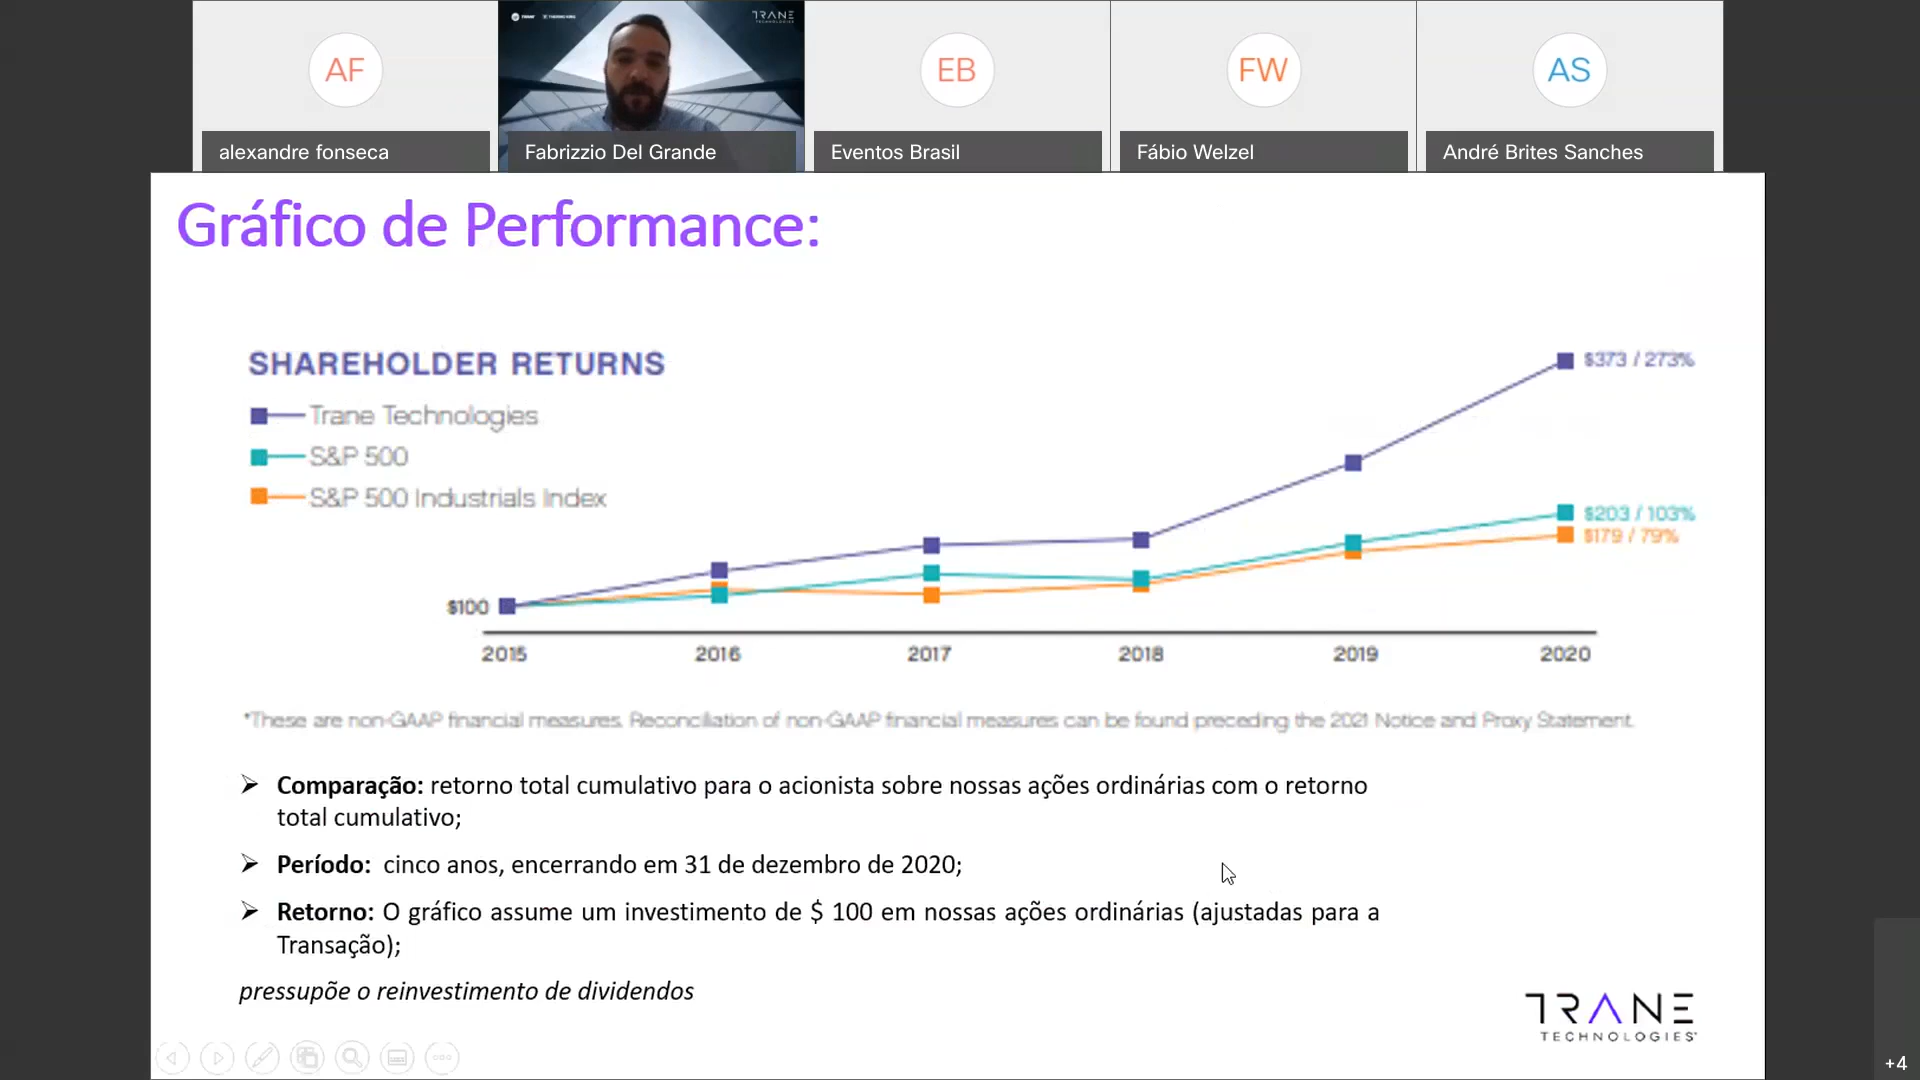 AF
EB
FW
AS
TRANE
TECHNOLOGIES
alexandre fonseca
Fabrizzio Del Grande
Eventos Brasil
Fábio Welzel
André Brites Sanches
Gráfico de Performance:
SHAREHOLDER RETURNS
Trane Technologies
S&P 500
S&P 500 Industrials Index
$373 / 273%
$203 / 103%
$179 / 79%
$100
2015 2016 2017 2018 2019 2020
*These are non-GAAP financial measures. Reconciliation of non-GAAP financial measures can be found preceding the 2021 Notice and Proxy Statement.
➢ Comparação: retorno total cumulativo para o acionista sobre nossas ações ordinárias com o retorno
total cumulativo;
➢ Período: cinco anos, encerrando em 31 de dezembro de 2020;
➢ Retorno: O gráfico assume um investimento de $ 100 em nossas ações ordinárias (ajustadas para a
Transação);
pressupõe o reinvestimento de dividendos
TRANE
TECHNOLOGIES
+4